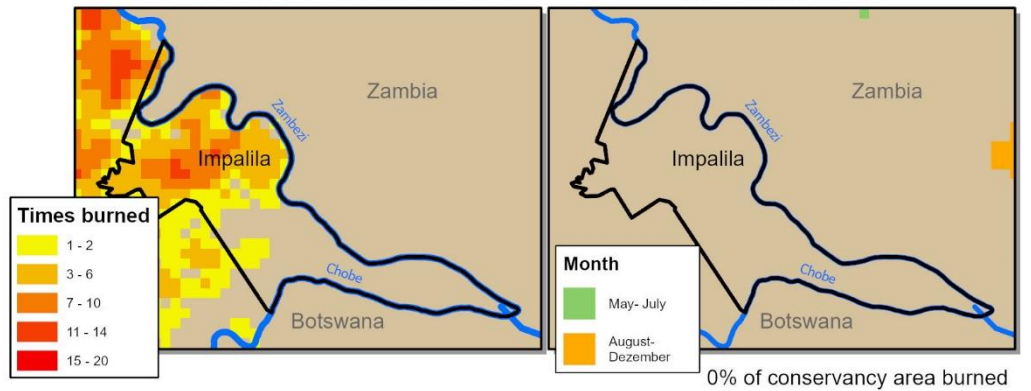 Zambia
Zambezi
Impalila
Chobe
Botswana
Times burned
1 - 2
3 - 6
7 - 10
11 - 14
15 - 20
Zambia
Zambezi
Impalila
Chobe
Botswana
Month
May- July
August-
Dezember
0% of conservancy area burned